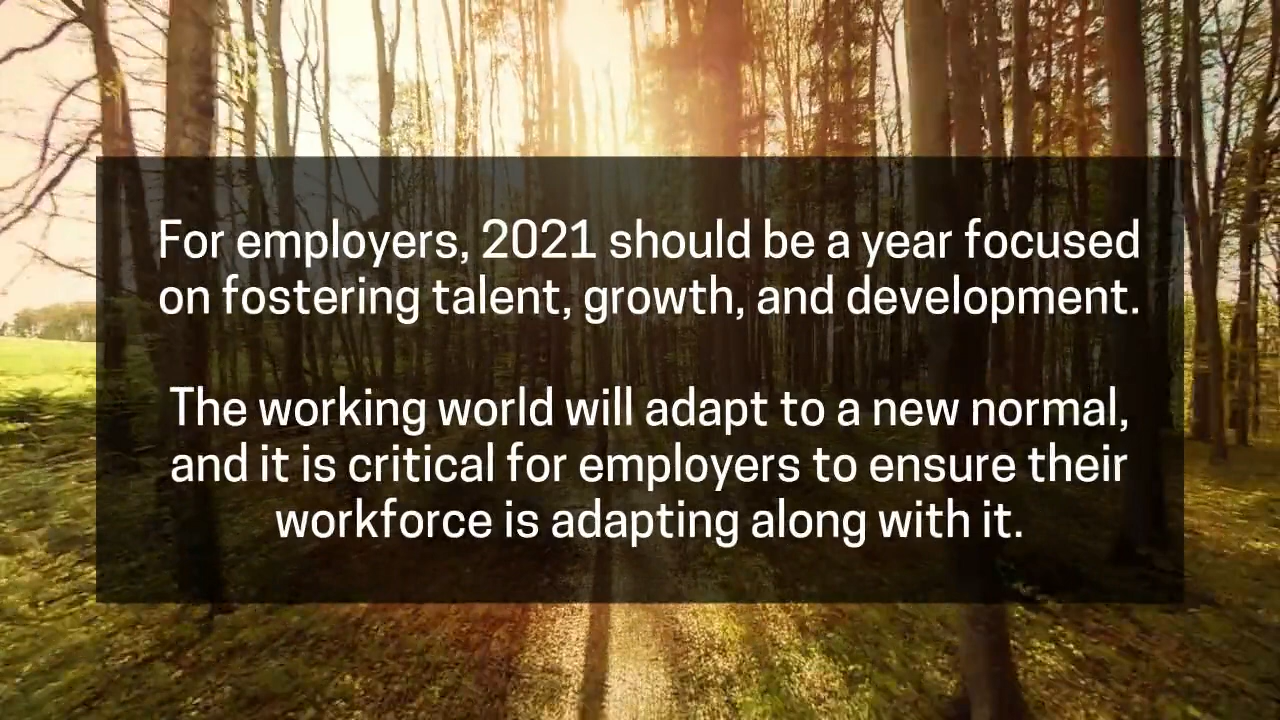 For employers, 2021 should be a year focused
on fostering talent, growth, and development.
The working world will adapt to a new normal,
and it is critical for employers to ensure their
workforce is adapting along with it.